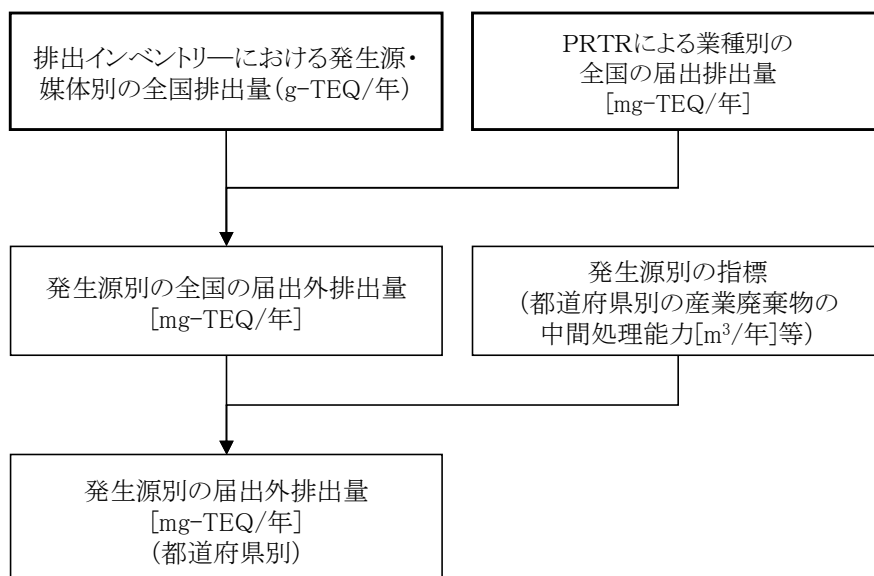 排出インベントリーにおける発生源・
媒体別の全国排出量(g-TEQ/年)
PRTRによる業種別の
全国の届出排出量
[mg-TEQ/年]
発生源別の全国の届出外排出量
[mg-TEQ/年]
発生源別の指標
(都道府県別の産業廃棄物の
中間処理能力[m³/年]等)
発生源別の届出外排出量
[mg-TEQ/年]
(都道府県別)